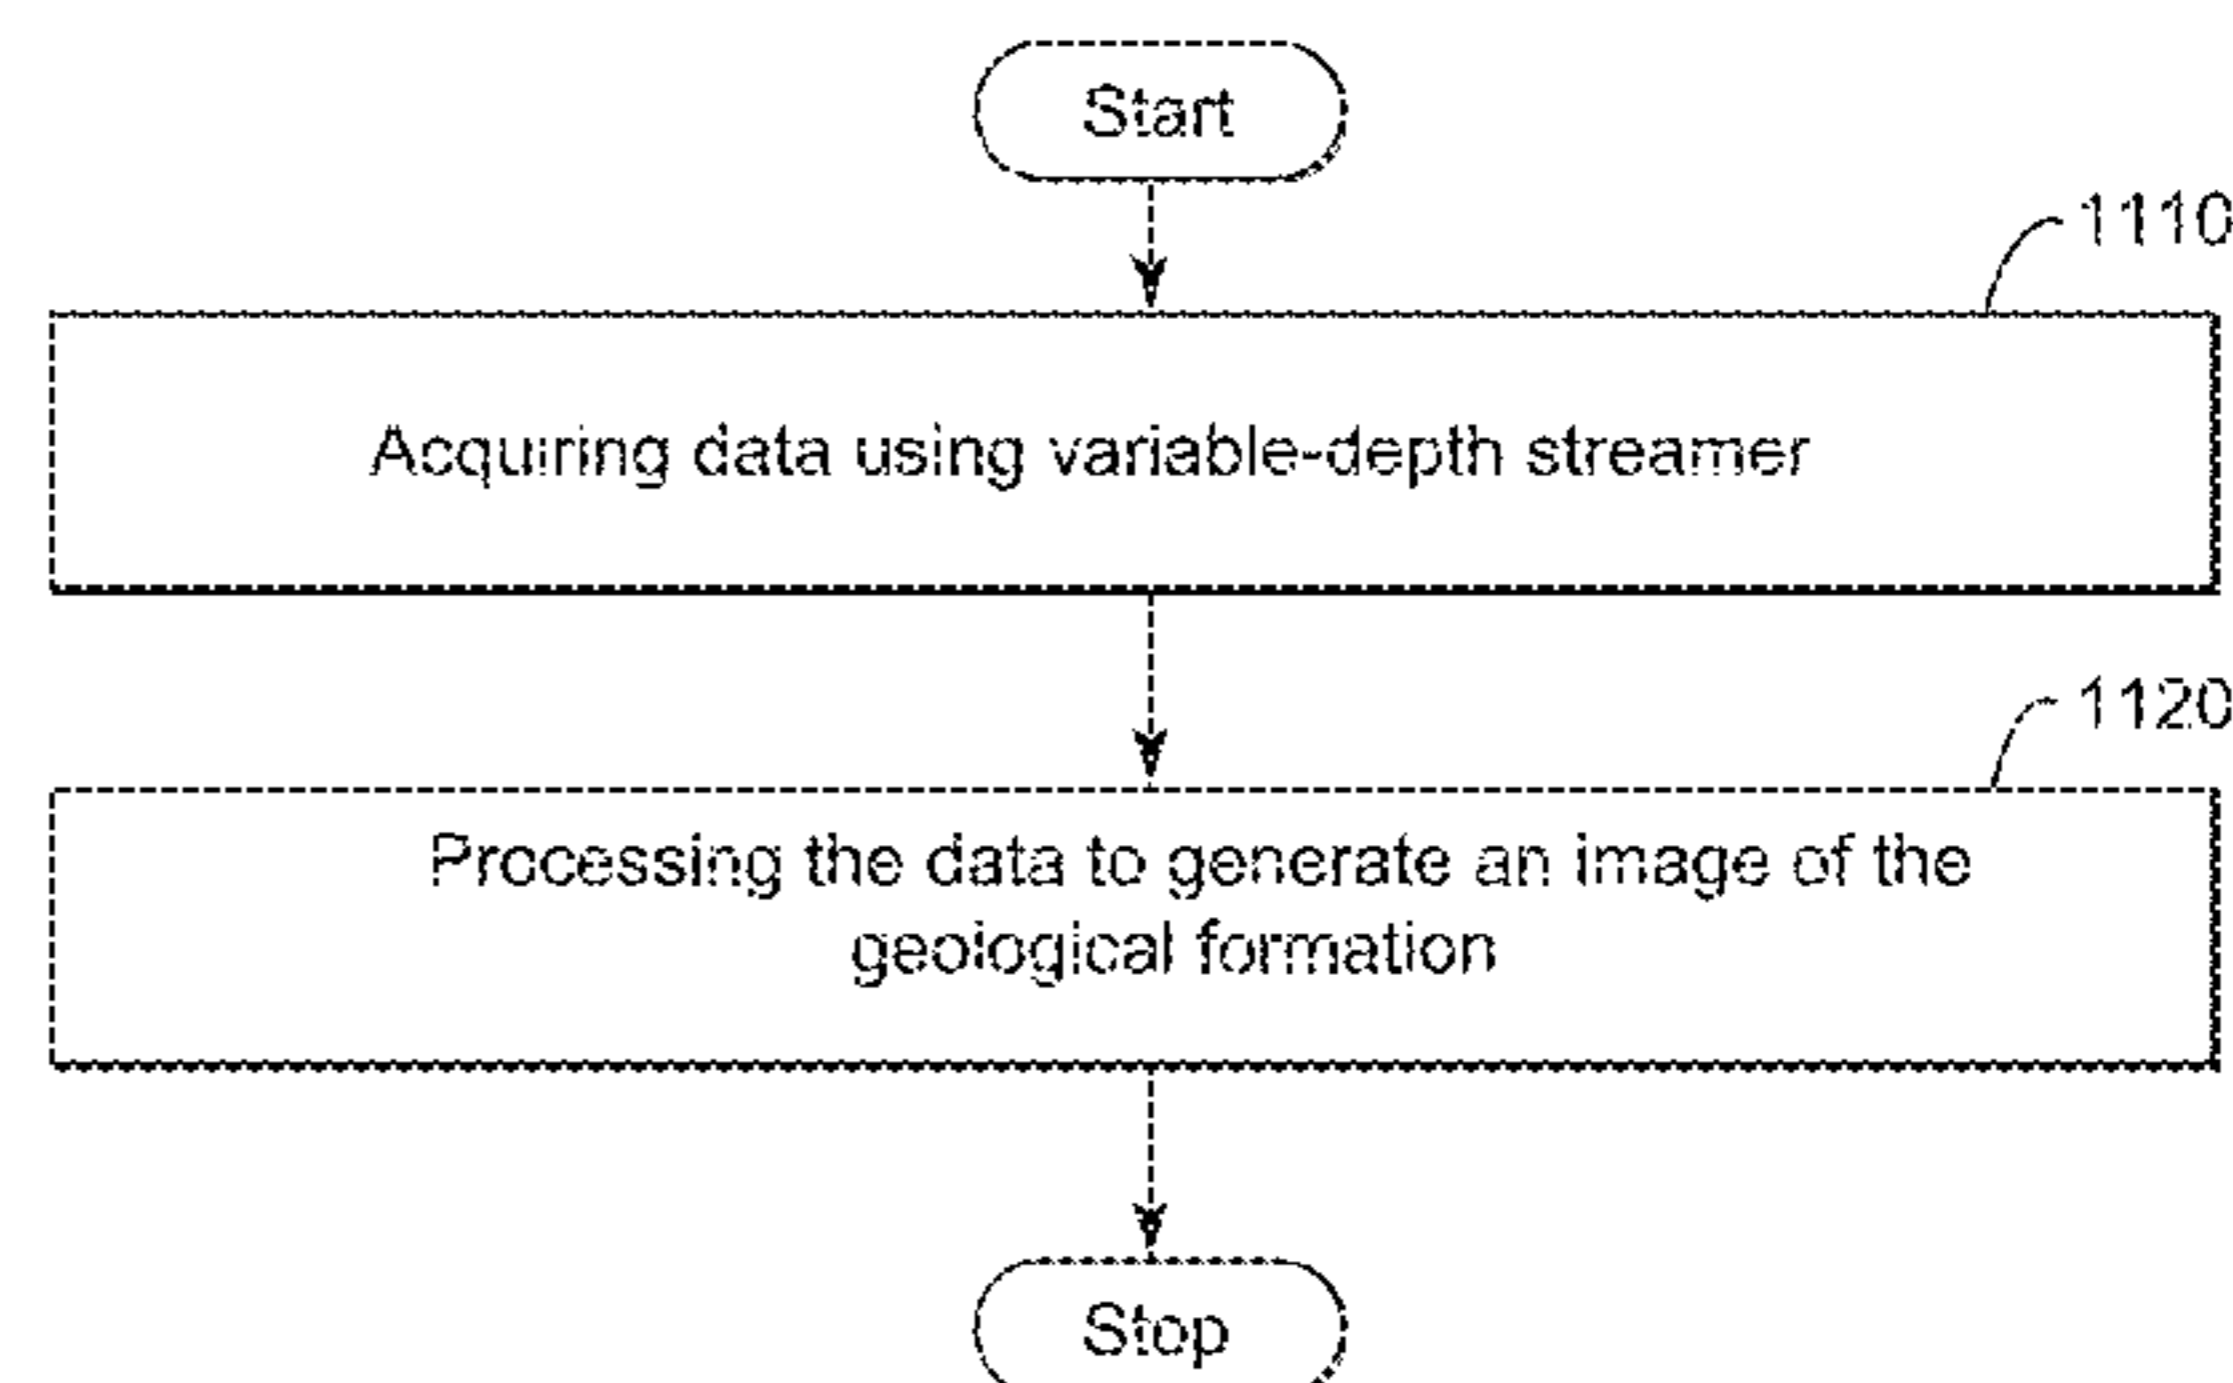 Start
1110
Acquiring data using variable-depth streamer
1120
Processing the data to generate an image of the
geological formation
Stop